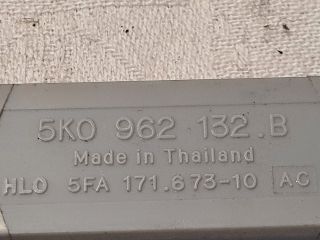 5K0 962 132.B
Made in Thailand
HLO 5FA 171.673-10 AC